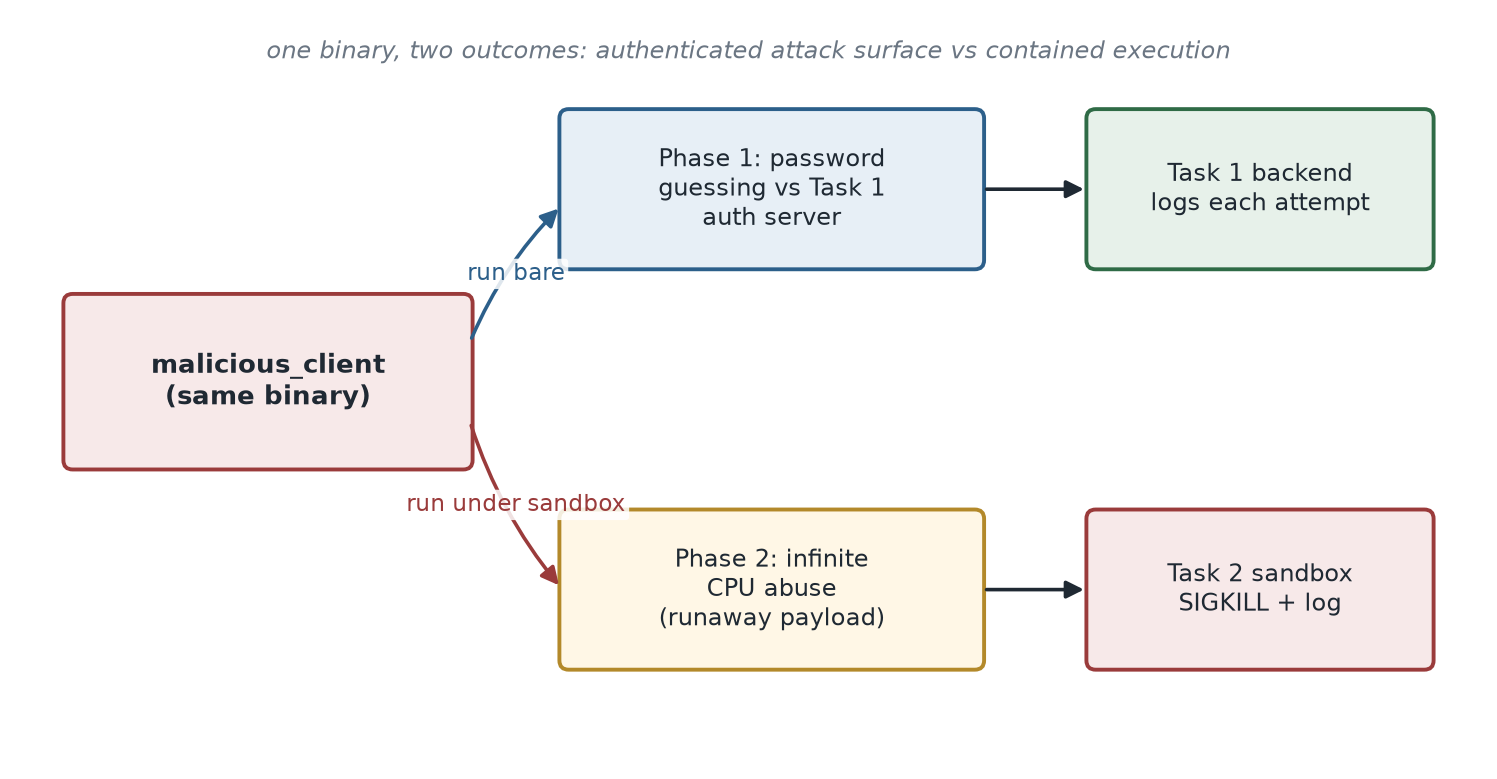 one binary, two outcomes: authenticated attack surface vs contained execution
Phase 1: password
guessing vs Task 1
auth server
Task 1 backend
logs each attempt
run bare
malicious_client
(same binary)
run under sandbox
Phase 2: infinite
CPU abuse
(runaway payload)
Task 2 sandbox
SIGKILL + log